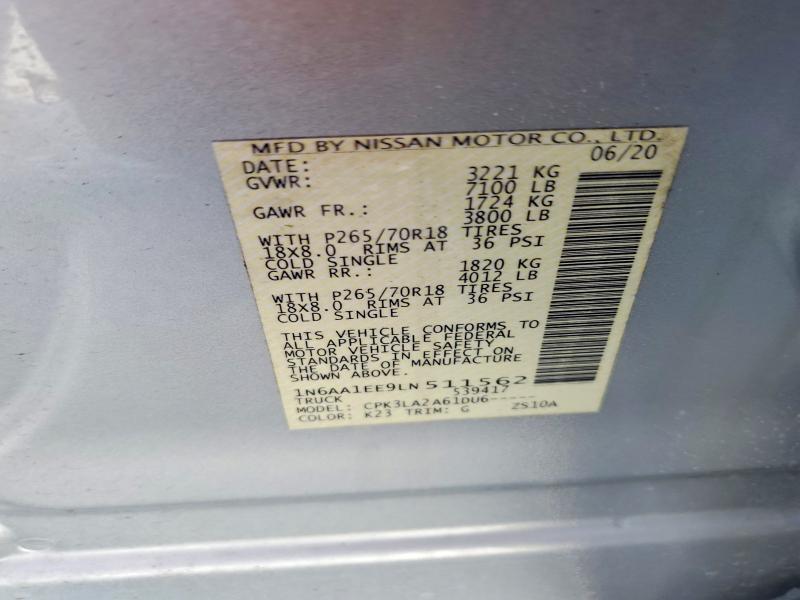 MFD BY NISSAN MOTOR CO., LTD.
DATE: 06/20
GVWR: 3221 KG
7100 LB
GAWR FR.: 1724 KG
3800 LB
WITH P265/70R18 TIRES
18X8.0 RIMS AT 36 PSI
COLD SINGLE
GAWR RR.: 1820 KG
4012 LB
WITH P265/70R18 TIRES
18X8.0 RIMS AT 36 PSI
COLD SINGLE
THIS VEHICLE CONFORMS TO
ALL APPLICABLE FEDERAL
MOTOR VEHICLE SAFETY
STANDARDS IN EFFECT ON
THE DATE OF MANUFACTURE
SHOWN ABOVE.
1N6AA1EE9LN511562
TRUCK 539417
MODEL: CPK3LA2A61DU6-----
COLOR: K23 TRIM: G ZS10A